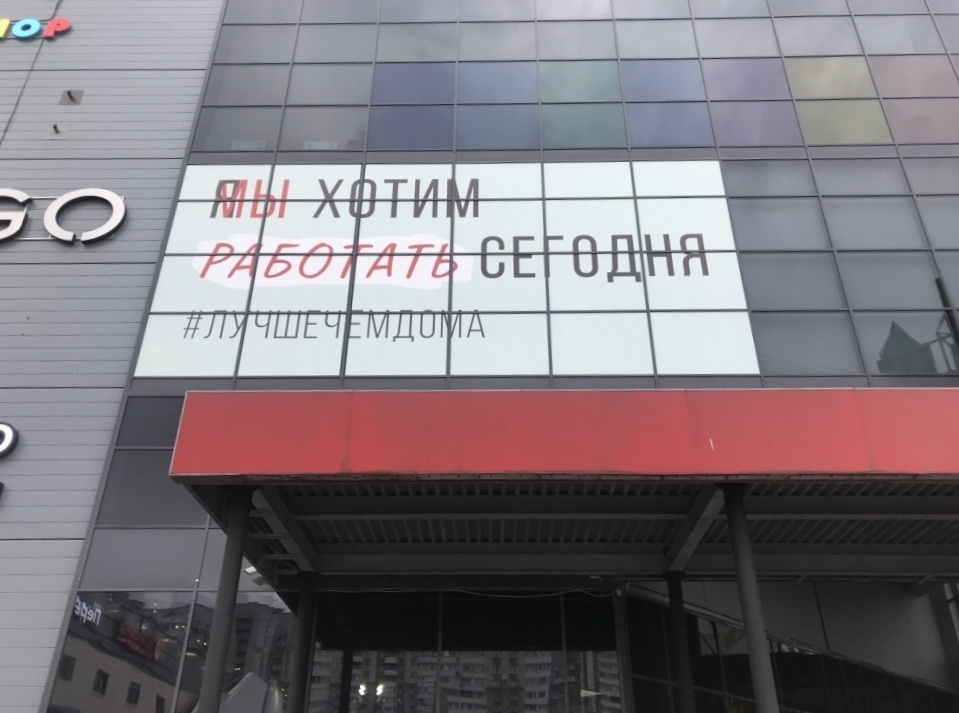 ЯМЫ ХОТИМ
РАБОТАТЬ СЕГОДНЯ
#ЛУЧШЕЧЕМДОМА
GO